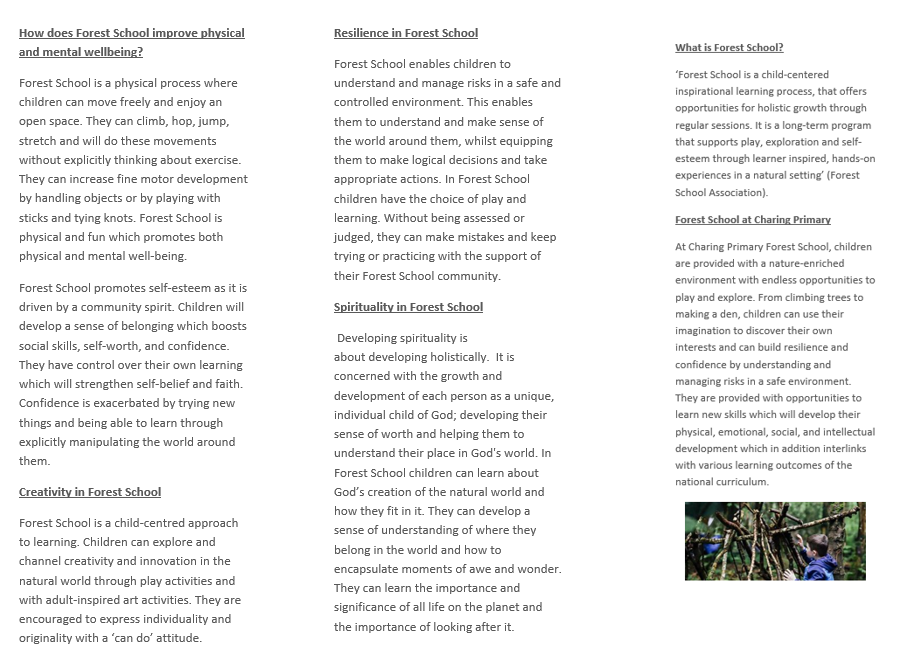 How does Forest School improve physical
and mental wellbeing?
Forest School is a physical process where
children can move freely and enjoy an
open space. They can climb, hop, jump,
stretch and will do these movements
without explicitly thinking about exercise.
They can increase fine motor development
by handling objects or by playing with
sticks and tying knots. Forest School is
physical and fun which promotes both
physical and mental well-being.
Forest School promotes self-esteem as it is
driven by a community spirit. Children will
develop a sense of belonging which boosts
social skills, self-worth, and confidence.
They have control over their own learning
which will strengthen self-belief and faith.
Confidence is exacerbated by trying new
things and being able to learn through
explicitly manipulating the world around
them.
Creativity in Forest School
Forest School is a child-centred approach
to learning. Children can explore and
channel creativity and innovation in the
natural world through play activities and
with adult-inspired art activities. They are
encouraged to express individuality and
originality with a ‘can do’ attitude.
Resilience in Forest School
Forest School enables children to
understand and manage risks in a safe and
controlled environment. This enables
them to understand and make sense of
the world around them, whilst equipping
them to make logical decisions and take
appropriate actions. In Forest School
children have the choice of play and
learning. Without being assessed or
judged, they can make mistakes and keep
trying or practicing with the support of
their Forest School community.
Spirituality in Forest School
Developing spirituality is
about developing holistically.  It is
concerned with the growth and
development of each person as a unique,
individual child of God; developing their
sense of worth and helping them to
understand their place in God's world. In
Forest School children can learn about
God’s creation of the natural world and
how they fit in it. They can develop a
sense of understanding of where they
belong in the world and how to
encapsulate moments of awe and wonder.
They can learn the importance and
significance of all life on the planet and
the importance of looking after it.
What is Forest School?
‘Forest School is a child-centered
inspirational learning process, that offers
opportunities for holistic growth through
regular sessions. It is a long-term program
that supports play, exploration and self-
esteem through learner inspired, hands-on
experiences in a natural setting’ (Forest
School Association).
Forest School at Charing Primary
At Charing Primary Forest School, children
are provided with a nature-enriched
environment with endless opportunities to
play and explore. From climbing trees to
making a den, children can use their
imagination to discover their own
interests and can build resilience and
confidence by understanding and
managing risks in a safe environment.
They are provided with opportunities to
learn new skills which will develop their
physical, emotional, social, and intellectual
development which in addition interlinks
with various learning outcomes of the
national curriculum.